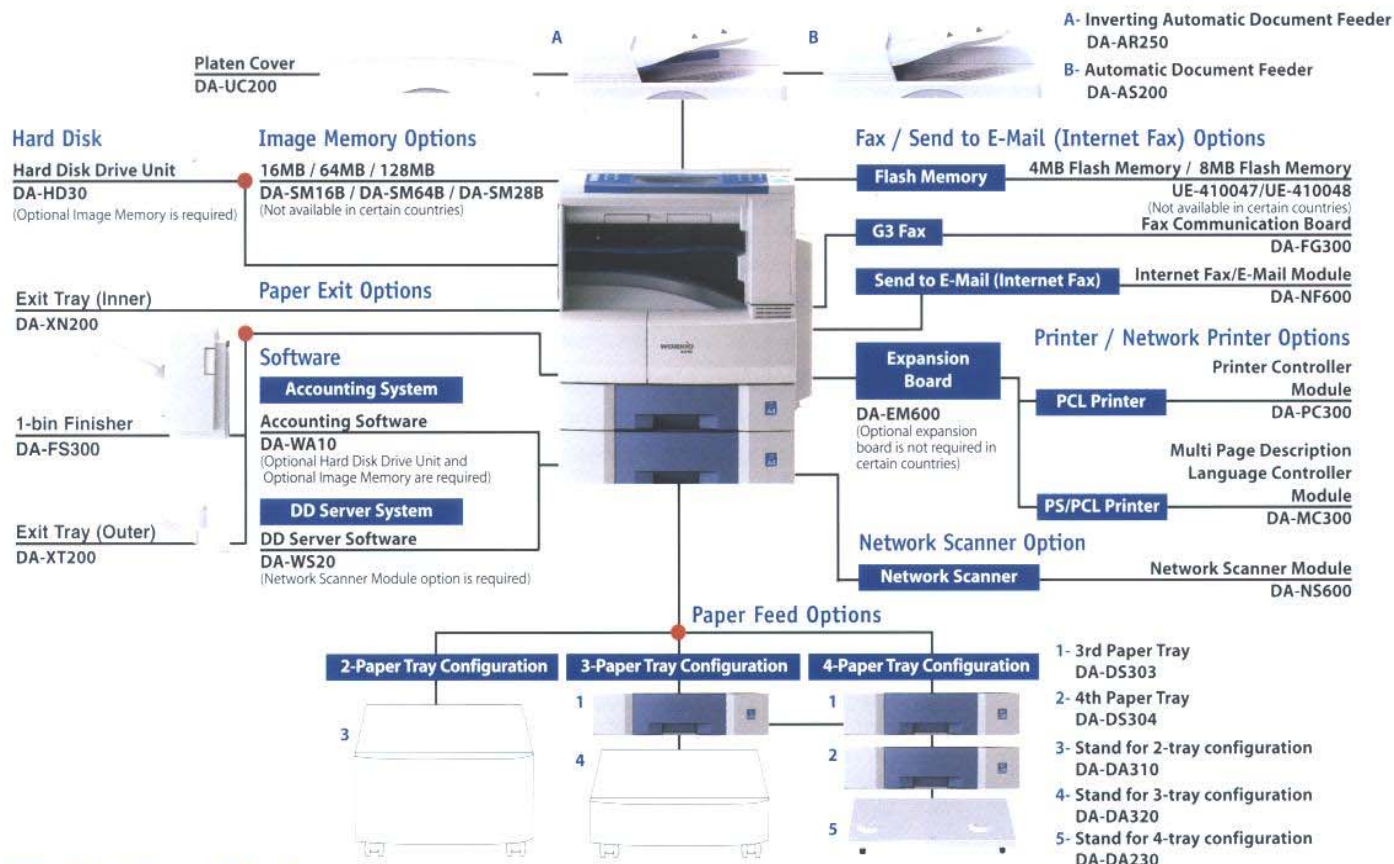 A- Inverting Automatic Document Feeder
DA-AR250
B- Automatic Document Feeder
DA-AS200
A
B
Platen Cover
DA-UC200
Hard Disk
Hard Disk Drive Unit
DA-HD30
(Optional Image Memory is required)
Image Memory Options
16MB / 64MB / 128MB
DA-SM16B / DA-SM64B / DA-SM28B
(Not available in certain countries)
Fax / Send to E-Mail (Internet Fax) Options
Flash Memory
4MB Flash Memory / 8MB Flash Memory
UE-410047/UE-410048
(Not available in certain countries)
G3 Fax
Fax Communication Board
DA-FG300
Send to E-Mail (Internet Fax)
Internet Fax/E-Mail Module
DA-NF600
Exit Tray (Inner)
DA-XN200
Paper Exit Options
1-bin Finisher
DA-FS300
Exit Tray (Outer)
DA-XT200
Software
Accounting System
Accounting Software
DA-WA10
(Optional Hard Disk Drive Unit and
Optional Image Memory are required)
DD Server System
DD Server Software
DA-WS20
(Network Scanner Module option is required)
WORKiO
Printer / Network Printer Options
Expansion
Board
DA-EM600
(Optional expansion
board is not required in
certain countries)
PCL Printer
Printer Controller
Module
DA-PC300
PS/PCL Printer
Multi Page Description
Language Controller
Module
DA-MC300
Network Scanner Option
Network Scanner
Network Scanner Module
DA-NS600
Paper Feed Options
2-Paper Tray Configuration
3-Paper Tray Configuration
4-Paper Tray Configuration
3
1
4
1
2
5
1- 3rd Paper Tray
DA-DS303
2- 4th Paper Tray
DA-DS304
3- Stand for 2-tray configuration
DA-DA310
4- Stand for 3-tray configuration
DA-DA320
5- Stand for 4-tray configuration
DA-DA230